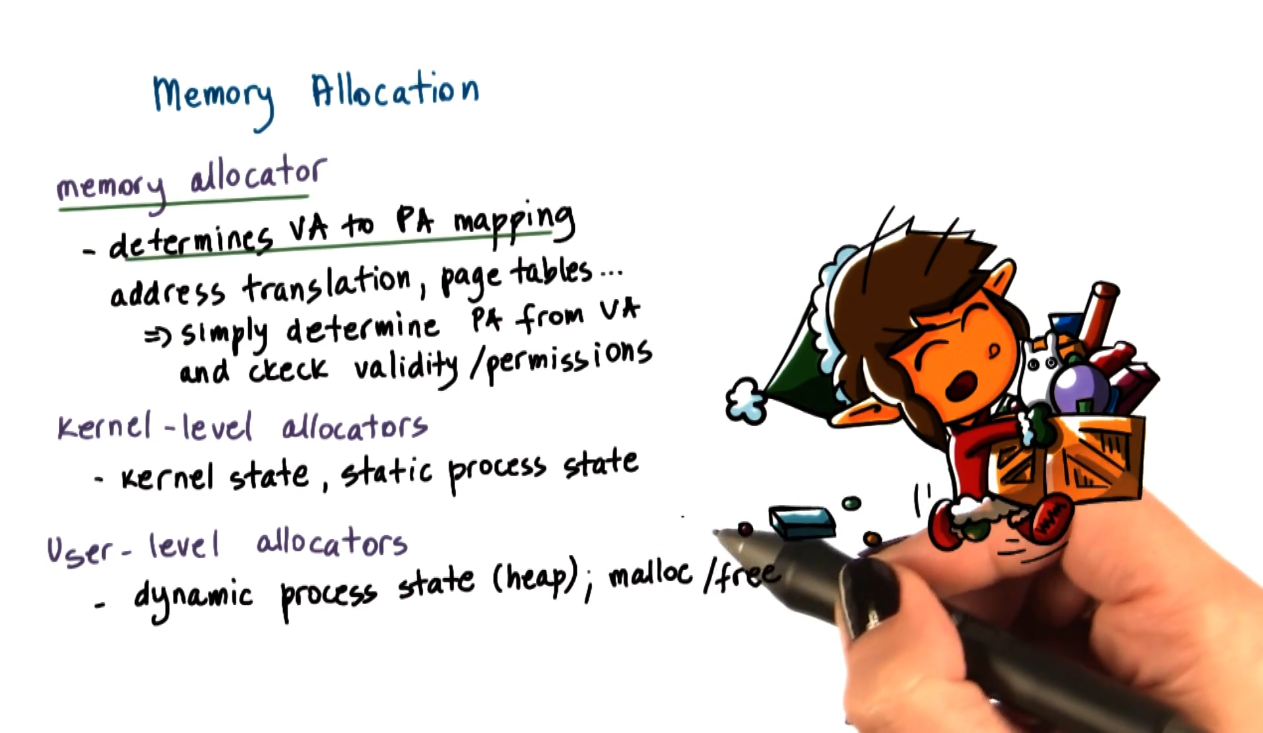 Memory Allocation
memory allocator
- determines VA to PA mapping
address translation, page tables...
⇒ simply determine PA from VA
and ckeck validity/permissions
Kernel-level allocators
- kernel state, static process state
User-level allocators
- dynamic process state (heap); malloc/free